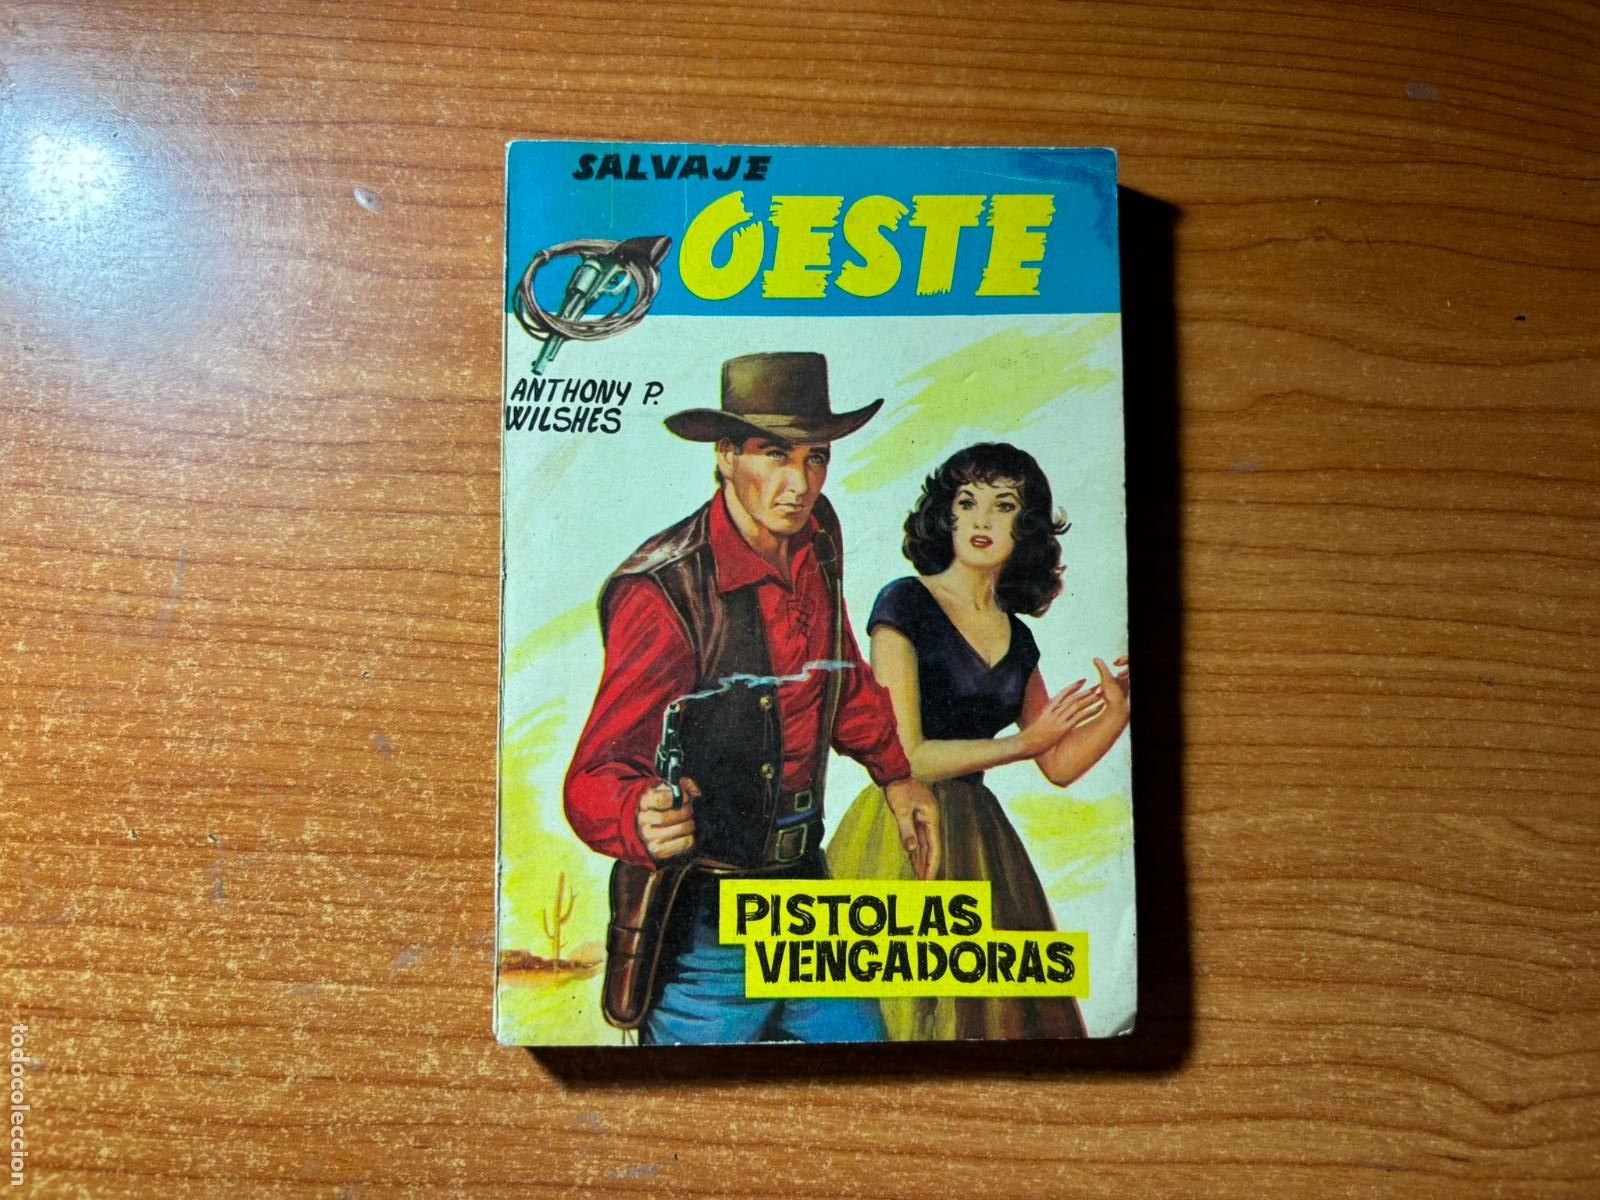 SALVAJE
OESTE
ANTHONY P.
WILSHES
PISTOLAS
VENGADORAS
todocoleccion